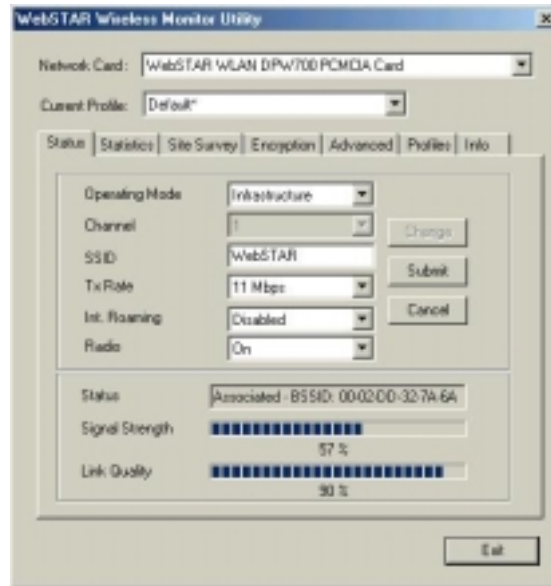 WebSTAR Wireless Monitor Utility
Network Card: WebSTAR WLAN DPW700 PCMCIA Card
Current Profile: Default*
Status Statistics Site Survey Encryption Advanced Profiles Info
Operating Mode Infrastructure
Channel 1
Change
SSID WebSTAR
Submit
Tx Rate 11 Mbps
Cancel
Int. Roaming Disabled
Radio On
Status Associated - BSSID: 00-02-DD-32-7A-6A
Signal Strength
57 %
Link Quality
90 %
Exit